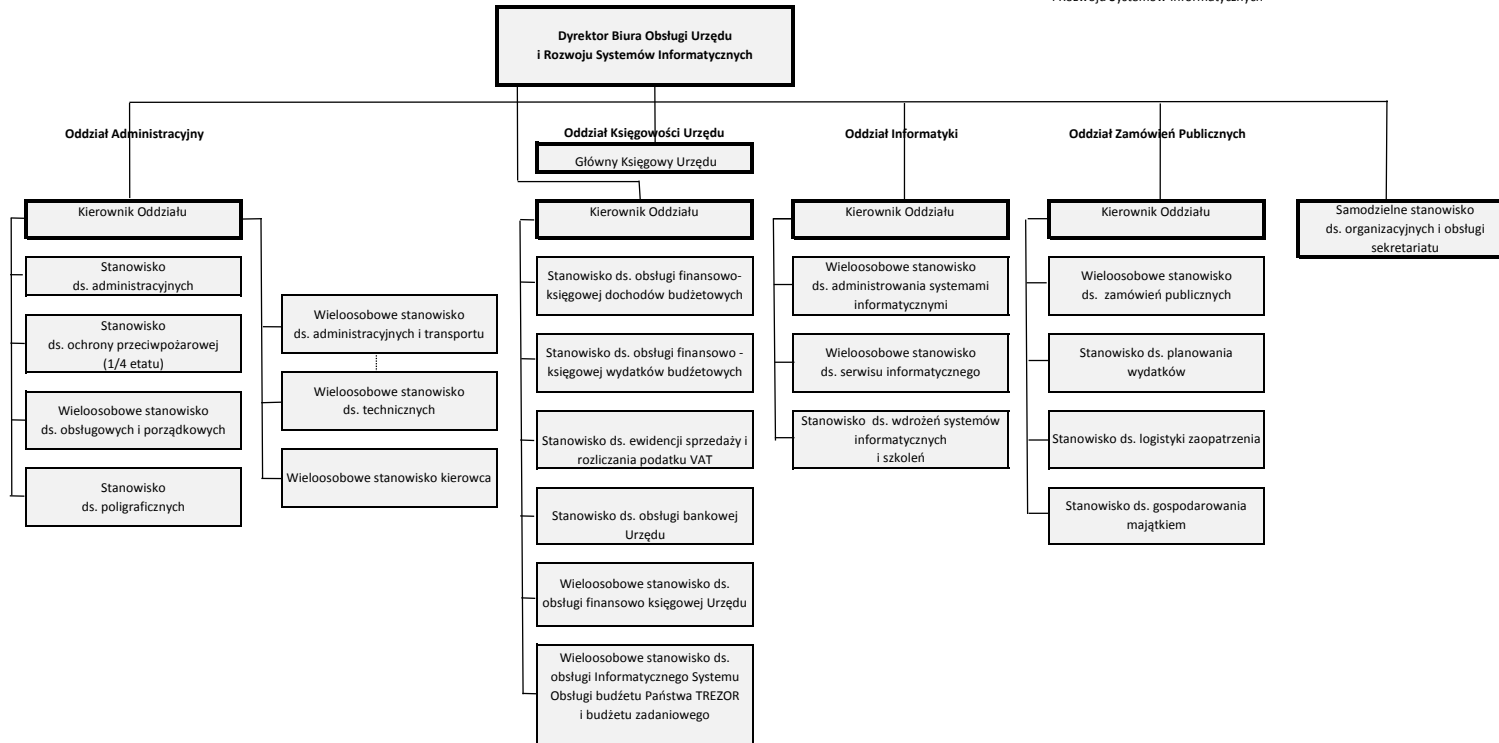 i Rozwoju Systemów Informatycznych
Dyrektor Biura Obsługi Urzędu
i Rozwoju Systemów Informatycznych
Oddział Administracyjny
Oddział Księgowości Urzędu
Oddział Informatyki
Oddział Zamówień Publicznych
Główny Księgowy Urzędu
Kierownik Oddziału
Kierownik Oddziału
Kierownik Oddziału
Kierownik Oddziału
Samodzielne stanowisko
ds. organizacyjnych i obsługi
sekretariatu
Stanowisko
ds. administracyjnych
Stanowisko
ds. ochrony przeciwpożarowej
(1/4 etatu)
Wieloosobowe stanowisko
ds. obsługowych i porządkowych
Stanowisko
ds. poligraficznych
Wieloosobowe stanowisko
ds. administracyjnych i transportu
Wieloosobowe stanowisko
ds. technicznych
Wieloosobowe stanowisko kierowca
Stanowisko ds. obsługi finansowo-
księgowej dochodów budżetowych
Stanowisko ds. obsługi finansowo -
księgowej wydatków budżetowych
Stanowisko ds. ewidencji sprzedaży i
rozliczania podatku VAT
Stanowisko ds. obsługi bankowej
Urzędu
Wieloosobowe stanowisko ds.
obsługi finansowo księgowej Urzędu
Wieloosobowe stanowisko ds.
obsługi Informatycznego Systemu
Obsługi budżetu Państwa TREZOR
i budżetu zadaniowego
Wieloosobowe stanowisko
ds. administrowania systemami
informatycznymi
Wieloosobowe stanowisko
ds. serwisu informatycznego
Stanowisko ds. wdrożeń systemów
informatycznych
i szkoleń
Wieloosobowe stanowisko
ds. zamówień publicznych
Stanowisko ds. planowania
wydatków
Stanowisko ds. logistyki zaopatrzenia
Stanowisko ds. gospodarowania
majątkiem